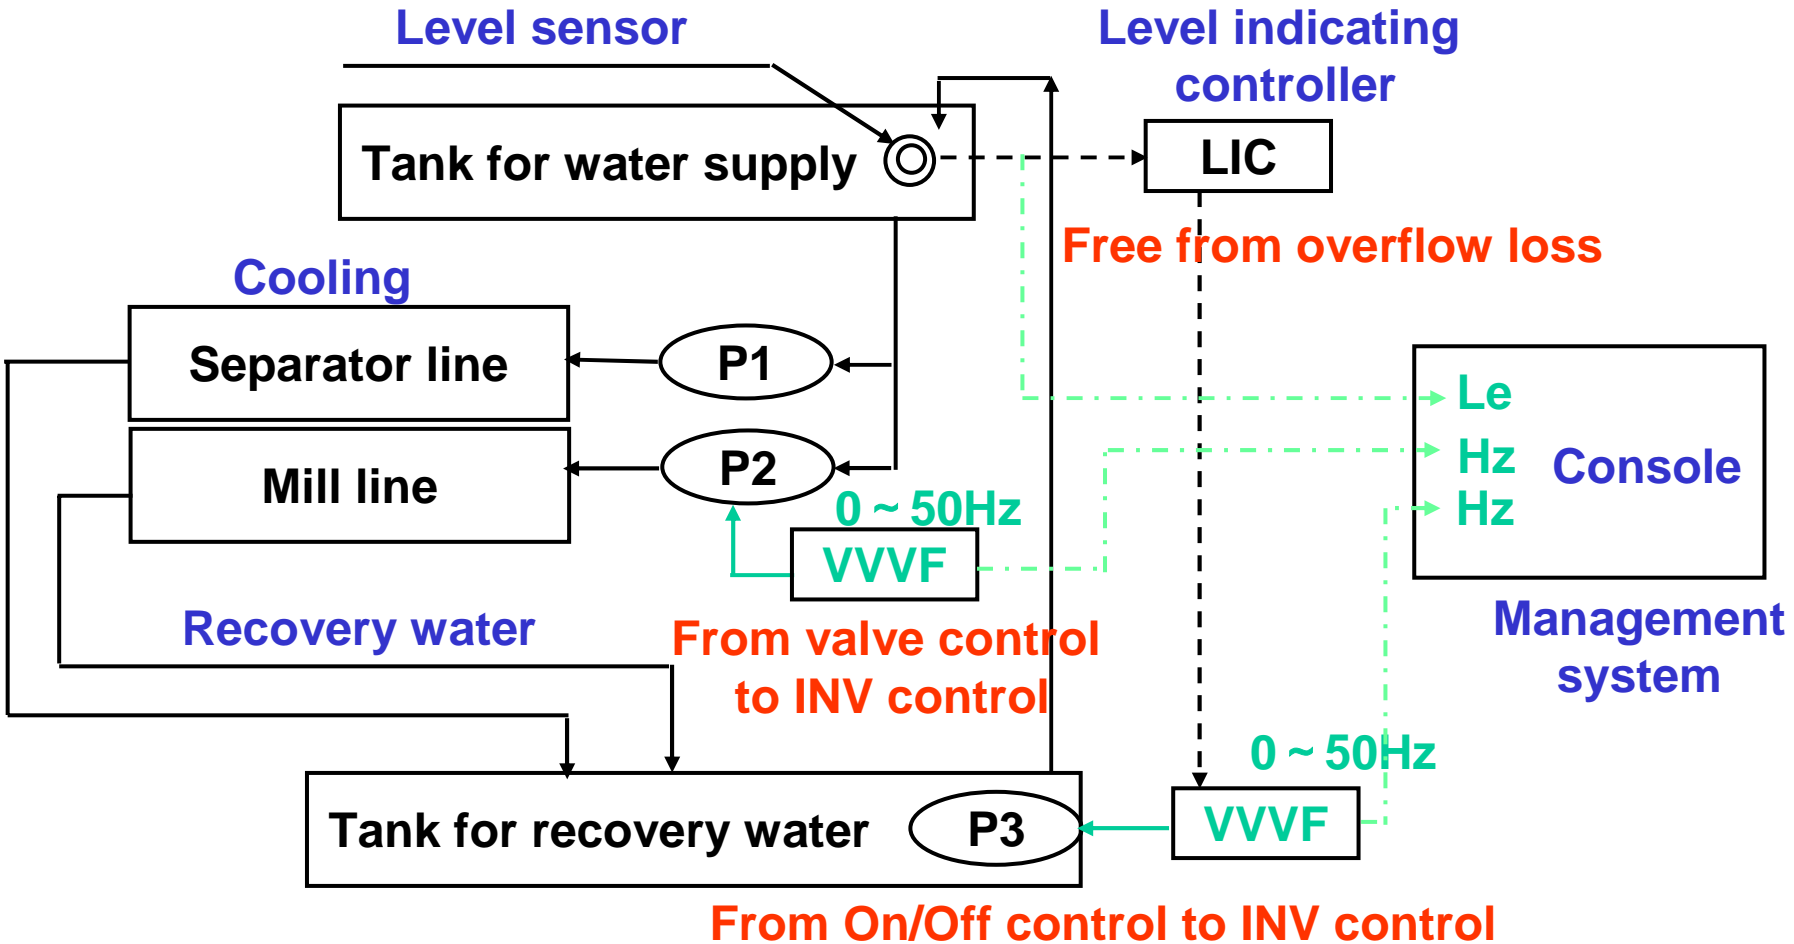 Level sensor
Level indicating
controller
Tank for water supply
LIC
Free from overflow loss
Cooling
Separator line
P1
Le
Mill line
P2
Hz
Console
0 ~ 50Hz
Hz
VVVF
Recovery water
From valve control
to INV control
Management
system
0 ~ 50Hz
Tank for recovery water
P3
VVVF
From On/Off control to INV control